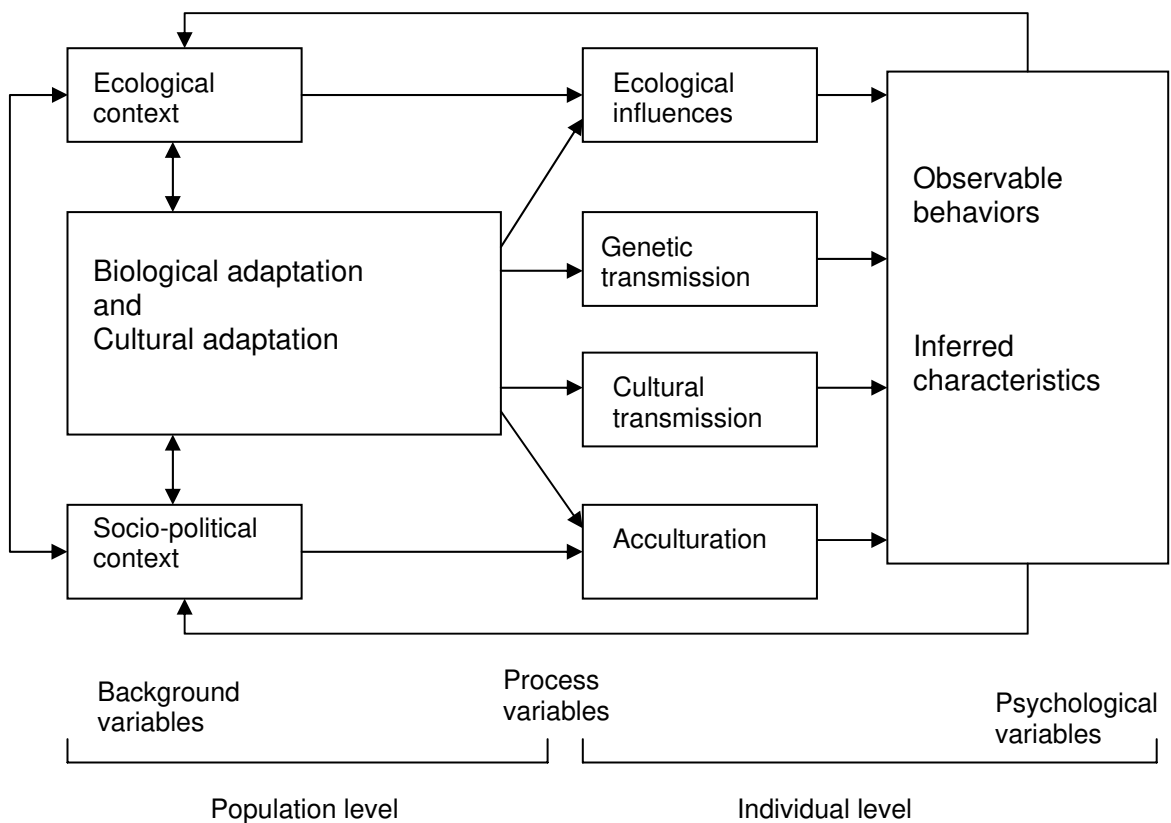 Ecological
context
Ecological
influences
Observable
behaviors
Inferred
characteristics
Biological adaptation
and
Cultural adaptation
Genetic
transmission
Cultural
transmission
Socio-political
context
Acculturation
Background
variables
Process
variables
Psychological
variables
Population level
Individual level